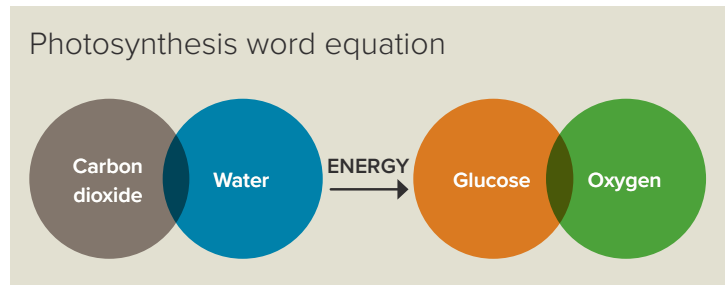 Photosynthesis word equation
Carbon
dioxide
Water
ENERGY
Glucose
Oxygen